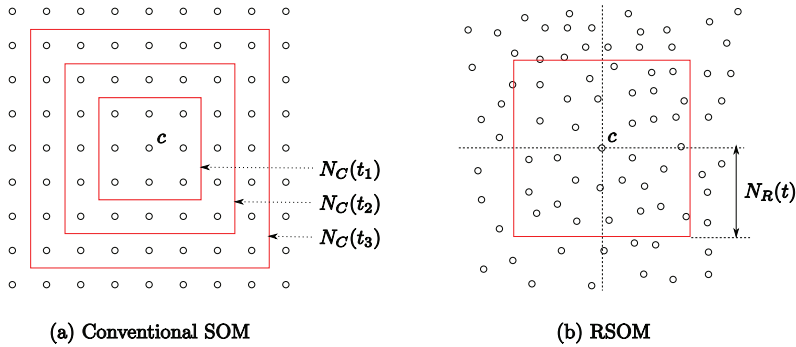 c
N_C(t_1)
N_C(t_2)
N_C(t_3)
(a) Conventional SOM
c
N_R(t)
(b) RSOM